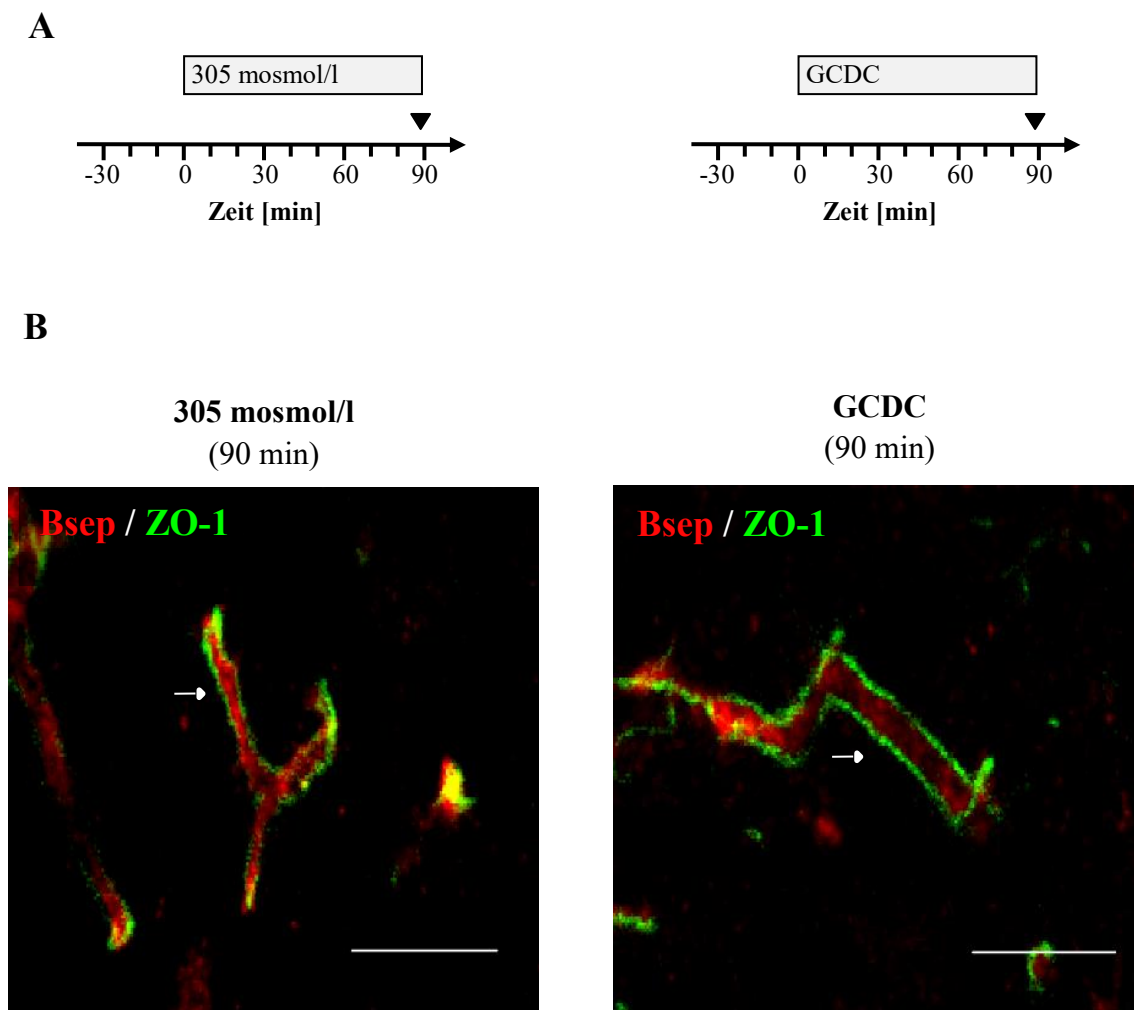 A
305 mosmol/l
-30 0 30 60 90
Zeit [min]
GCDC
-30 0 30 60 90
Zeit [min]
B
305 mosmol/l
(90 min)
GCDC
(90 min)
Bsep / ZO-1
Bsep / ZO-1